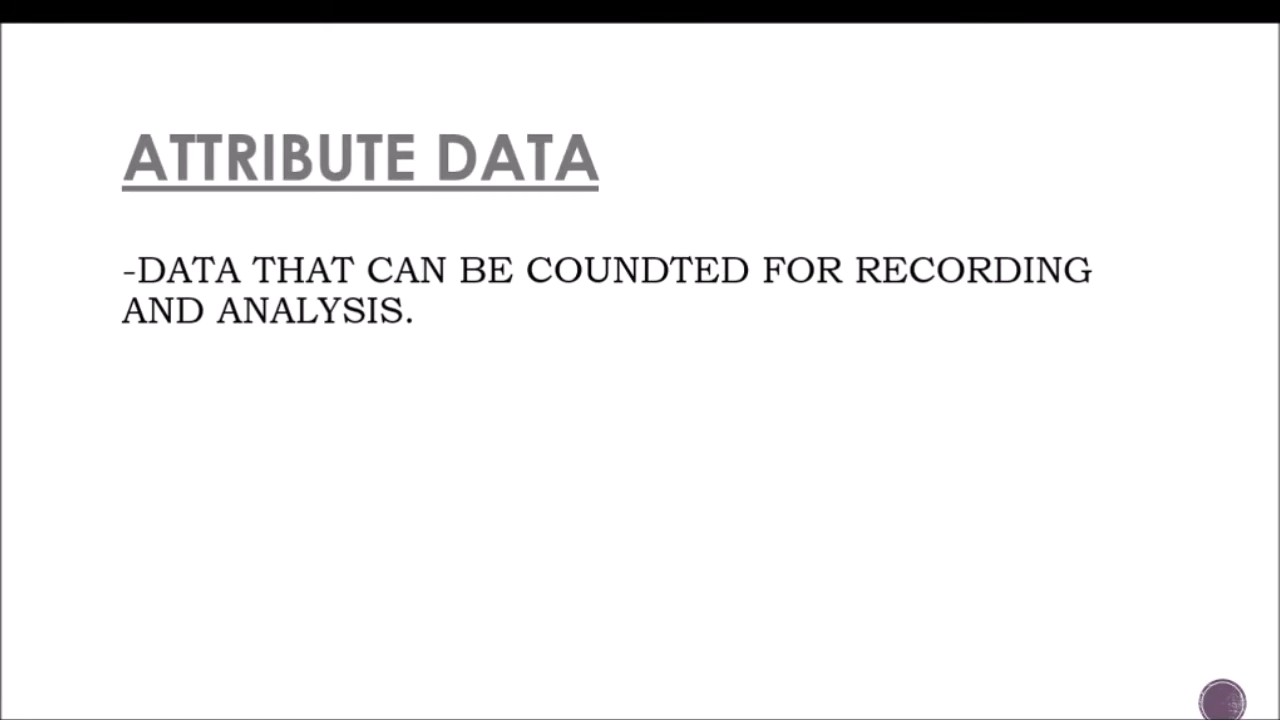 ATTRIBUTE DATA
-DATA THAT CAN BE COUNDTED FOR RECORDING
AND ANALYSIS.